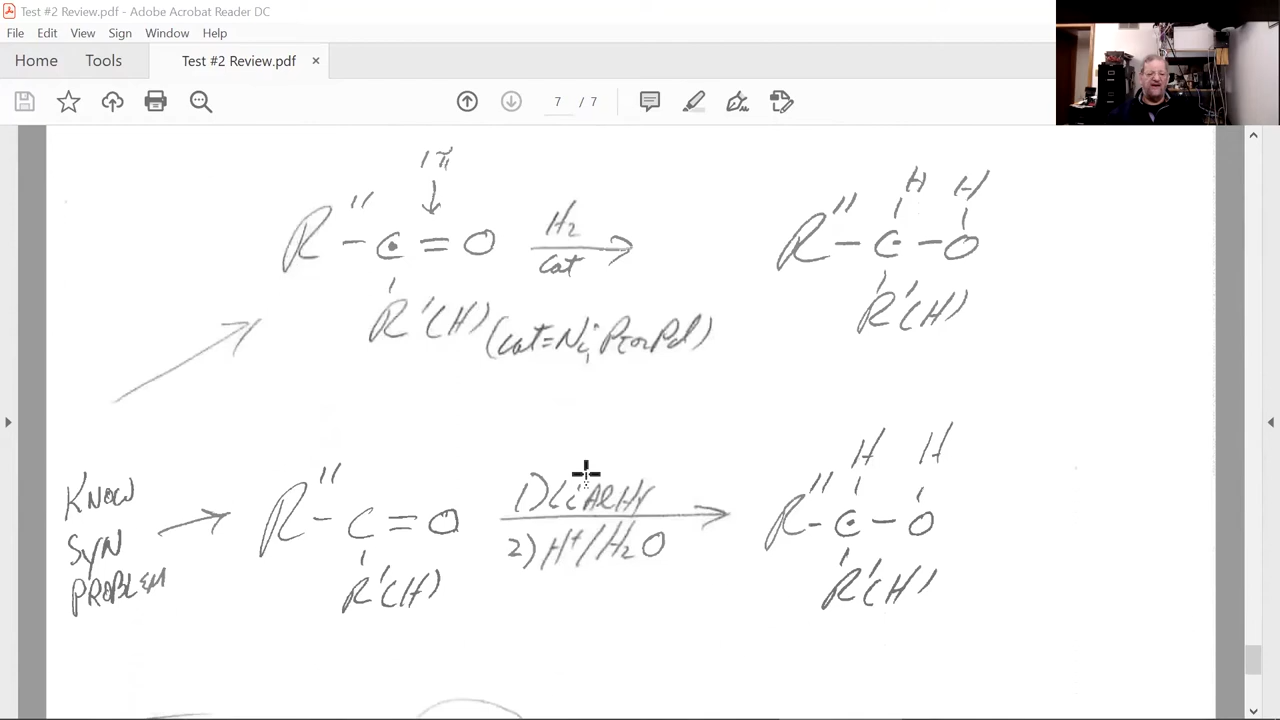 Test #2 Review.pdf - Adobe Acrobat Reader DC
File Edit View Sign Window Help
Home Tools Test #2 Review.pdf ×
7 / 7
1π
R" - C = O H2 cat R" - C - O H H
R'(H) (cat = Ni, Pt or Pd) R'(H)
KNOW
SYN
PROBLEM
R" - C = O 1) LiAlH4 R" - C - O H H
2) H+/H2O
R'(H) R'(H)